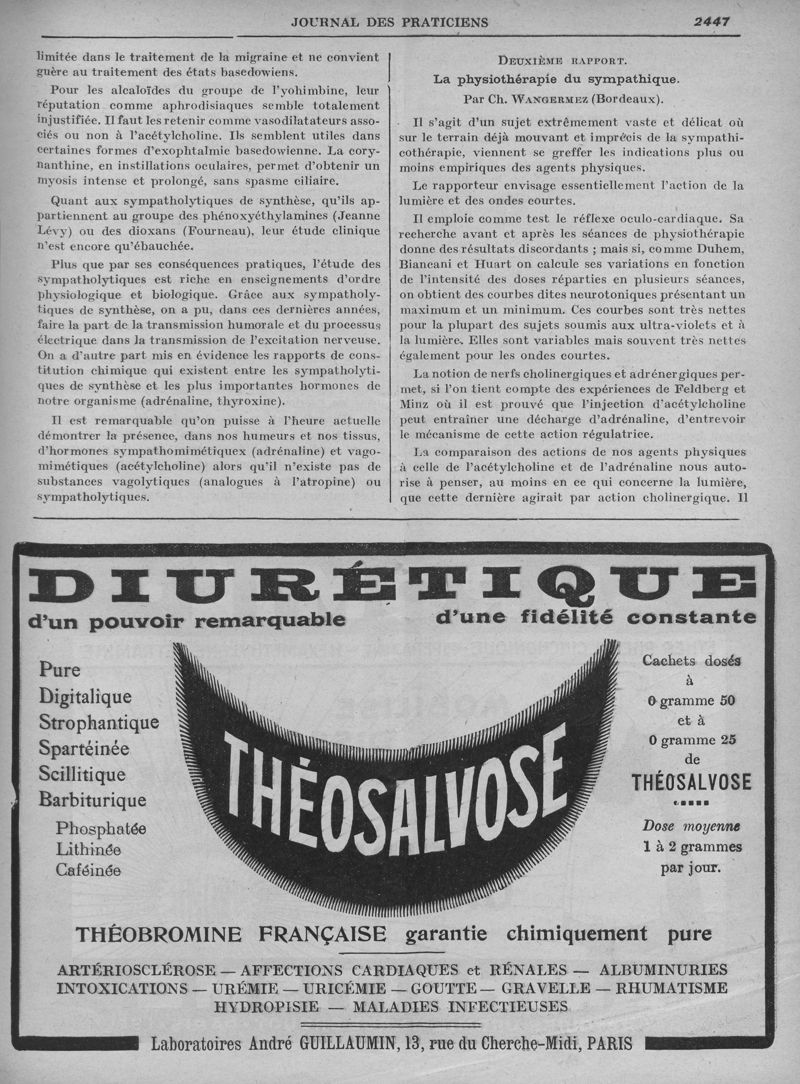 JOURNAL DES PRATICIENS 2447
limitée dans le traitement de la migraine et ne convient
guère au traitement des états basedowiens.
Pour les alcaloïdes du groupe de l'yohimbine, leur
réputation comme aphrodisiaques semble totalement
injustifiée. Il faut les retenir comme vasodilatateurs asso-
ciés ou non à l'acétylcholine. Ils semblent utiles dans
certaines formes d'exophtalmie basedowienne. La cory-
nanthine, en instillations oculaires, permet d'obtenir un
myosis intense et prolongé, sans spasme ciliaire.
Quant aux sympatholytiques de synthèse, qu'ils ap-
partiennent au groupe des phénoxyéthylamines (Jeanne
Lévy) ou des dioxans (Fourneau), leur étude clinique
n'est encore qu'ébauchée.
Plus que par ses conséquences pratiques, l'étude des
sympatholytiques est riche en enseignements d'ordre
physiologique et biologique. Grâce aux sympatholy-
tiques de synthèse, on a pu, dans ces dernières années,
faire la part de la transmission humorale et du processus
électrique dans la transmission de l'excitation nerveuse.
On a d'autre part mis en évidence les rapports de cons-
titution chimique qui existent entre les sympatholyti-
ques de synthèse et les plus importantes hormones de
notre organisme (adrénaline, thyroxine).
Il est remarquable qu'on puisse à l'heure actuelle
démontrer la présence, dans nos humeurs et nos tissus,
d'hormones sympathomimétiquex (adrénaline) et vago-
mimétiques (acétylcholine) alors qu'il n'existe pas de
substances vagolytiques (analogues à l'atropine) ou
sympatholytiques.
DEUXIÈME RAPPORT.
La physiothérapie du sympathique.
Par Ch. WANGERMEZ (Bordeaux).
Il s'agit d'un sujet extrêmement vaste et délicat où
sur le terrain déjà mouvant et imprécis de la sympathi-
cothérapie, viennent se greffer les indications plus ou
moins empiriques des agents physiques.
Le rapporteur envisage essentiellement l'action de la
lumière et des ondes courtes.
Il emploie comme test le réflexe oculo-cardiaque. Sa
recherche avant et après les séances de physiothérapie
donne des résultats discordants ; mais si, comme Duhem,
Biancani et Huart on calcule ses variations en fonction
de l'intensité des doses réparties en plusieurs séances,
on obtient des courbes dites neurotoniques présentant un
maximum et un minimum. Ces courbes sont très nettes
pour la plupart des sujets soumis aux ultra-violets et à
la lumière. Elles sont variables mais souvent très nettes
également pour les ondes courtes.
La notion de nerfs cholinergiques et adrénergiques per-
met, si l'on tient compte des expériences de Feldberg et
Minz où il est prouvé que l'injection d'acétylcholine
peut entraîner une décharge d'adrénaline, d'entrevoir
le mécanisme de cette action régulatrice.
La comparaison des actions de nos agents physiques
à celle de l'acétylcholine et de l'adrénaline nous auto-
rise à penser, au moins en ce qui concerne la lumière,
que cette dernière agirait par action cholinergique. Il
DIURÉTIQUE
d'un pouvoir remarquable d'une fidélité constante
Pure
Digitalique
Strophantique
Spartéinée
Scillitique
Barbiturique
Phosphatée
Lithinée
Caféinée
THÉOSALVOSE
Cachets dosés
à
0 gramme 50
et à
0 gramme 25
de
THÉOSALVOSE
Dose moyenne
1 à 2 grammes
par jour.
THÉOBROMINE FRANÇAISE garantie chimiquement pure
ARTÉRIOSCLÉROSE — AFFECTIONS CARDIAQUES et RÉNALES — ALBUMINURIES
INTOXICATIONS — URÉMIE — URICÉMIE — GOUTTE — GRAVELLE — RHUMATISME
HYDROPISIE — MALADIES INFECTIEUSES
Laboratoires André GUILLAUMIN, 13, rue du Cherche-Midi, PARIS